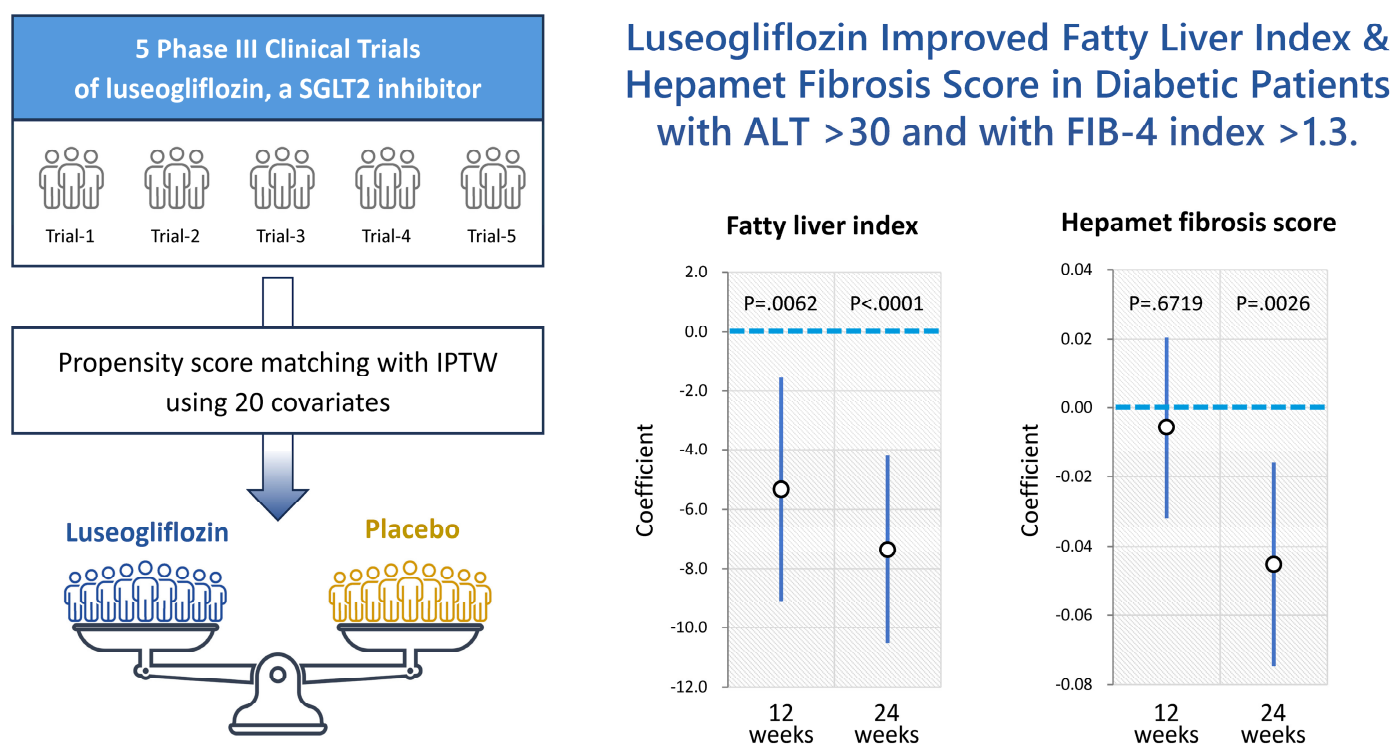 5 Phase III Clinical Trials
of luseogliflozin, a SGLT2 inhibitor
Trial-1 Trial-2 Trial-3 Trial-4 Trial-5
Propensity score matching with IPTW
using 20 covariates
Luseogliflozin Placebo
Luseogliflozin Improved Fatty Liver Index &
Hepamet Fibrosis Score in Diabetic Patients
with ALT >30 and with FIB-4 index >1.3.
Fatty liver index
2.0
0.0
-2.0
-4.0
-6.0
-8.0
-10.0
-12.0
Coefficient
P=.0062 P<.0001
12 24
weeks weeks
Hepamet fibrosis score
0.04
0.02
0.00
-0.02
-0.04
-0.06
-0.08
Coefficient
P=.6719 P=.0026
12 24
weeks weeks